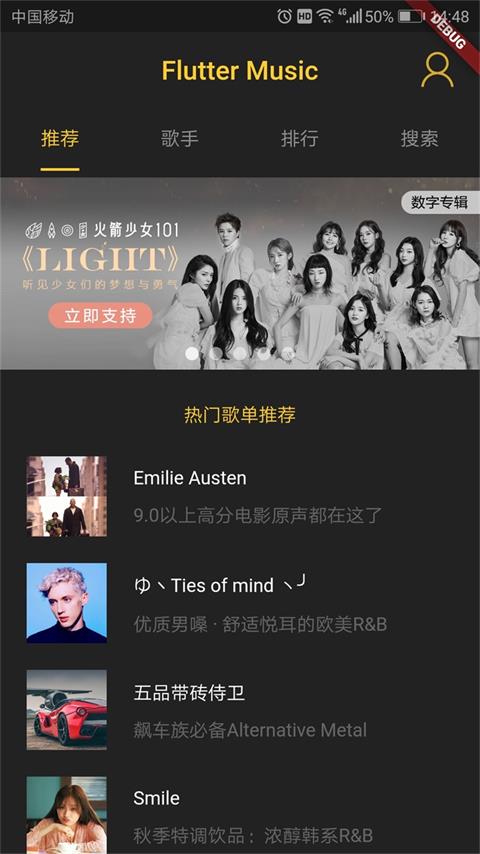 中国移动
HD
4G
50%
14:48
DEBUG
Flutter Music
推荐
歌手
排行
搜索
数字专辑
火箭少女101
《LIGHT》
听见少女们的梦想与勇气
立即支持
热门歌单推荐
Emilie Austen
9.0以上高分电影原声都在这了
ゆ丶Ties of mind ヽ╯
优质男嗓 · 舒适悦耳的欧美R&B
五品带砖侍卫
飙车族必备Alternative Metal
Smile
秋季特调饮品：浓醇韩系R&B